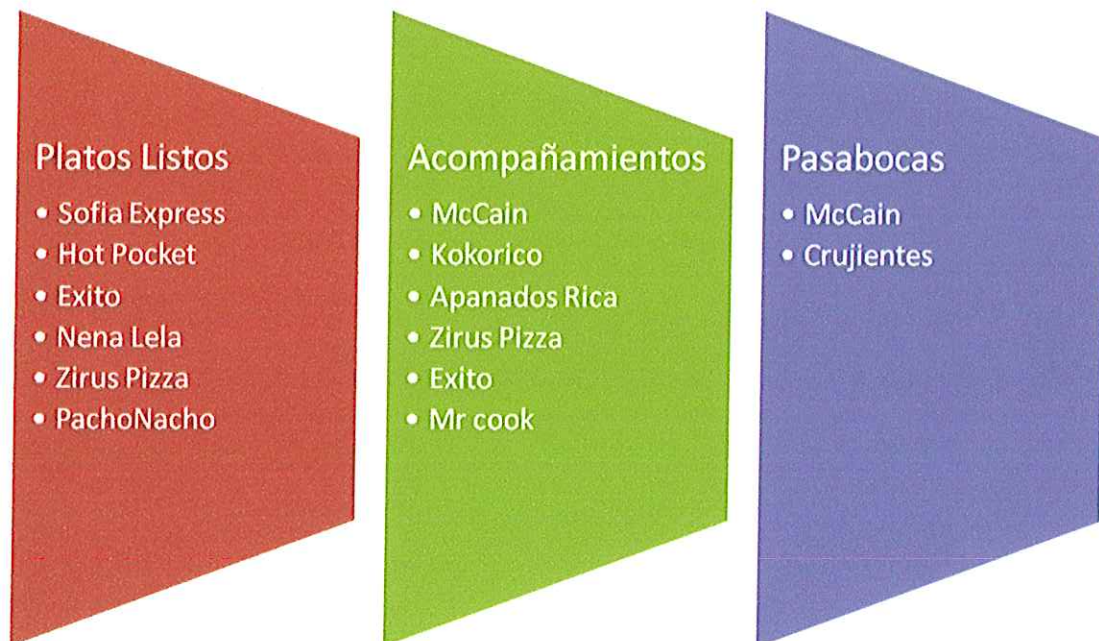 Platos Listos
• Sofia Express
• Hot Pocket
• Exito
• Nena Lela
• Zirus Pizza
• PachoNacho
Acompañamientos
• McCain
• Kokorico
• Apanados Rica
• Zirus Pizza
• Exito
• Mr cook
Pasabocas
• McCain
• Crujientes